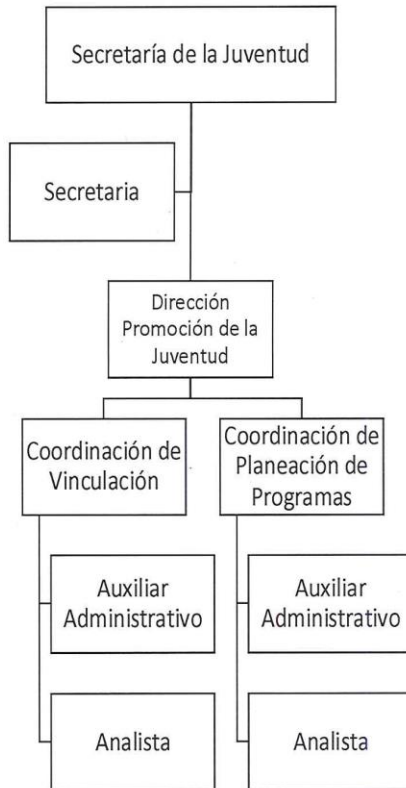 Secretaría de la Juventud
Secretaria
Dirección
Promoción de la
Juventud
Coordinación de
Vinculación
Coordinación de
Planeación de
Programas
Auxiliar
Administrativo
Auxiliar
Administrativo
Analista
Analista